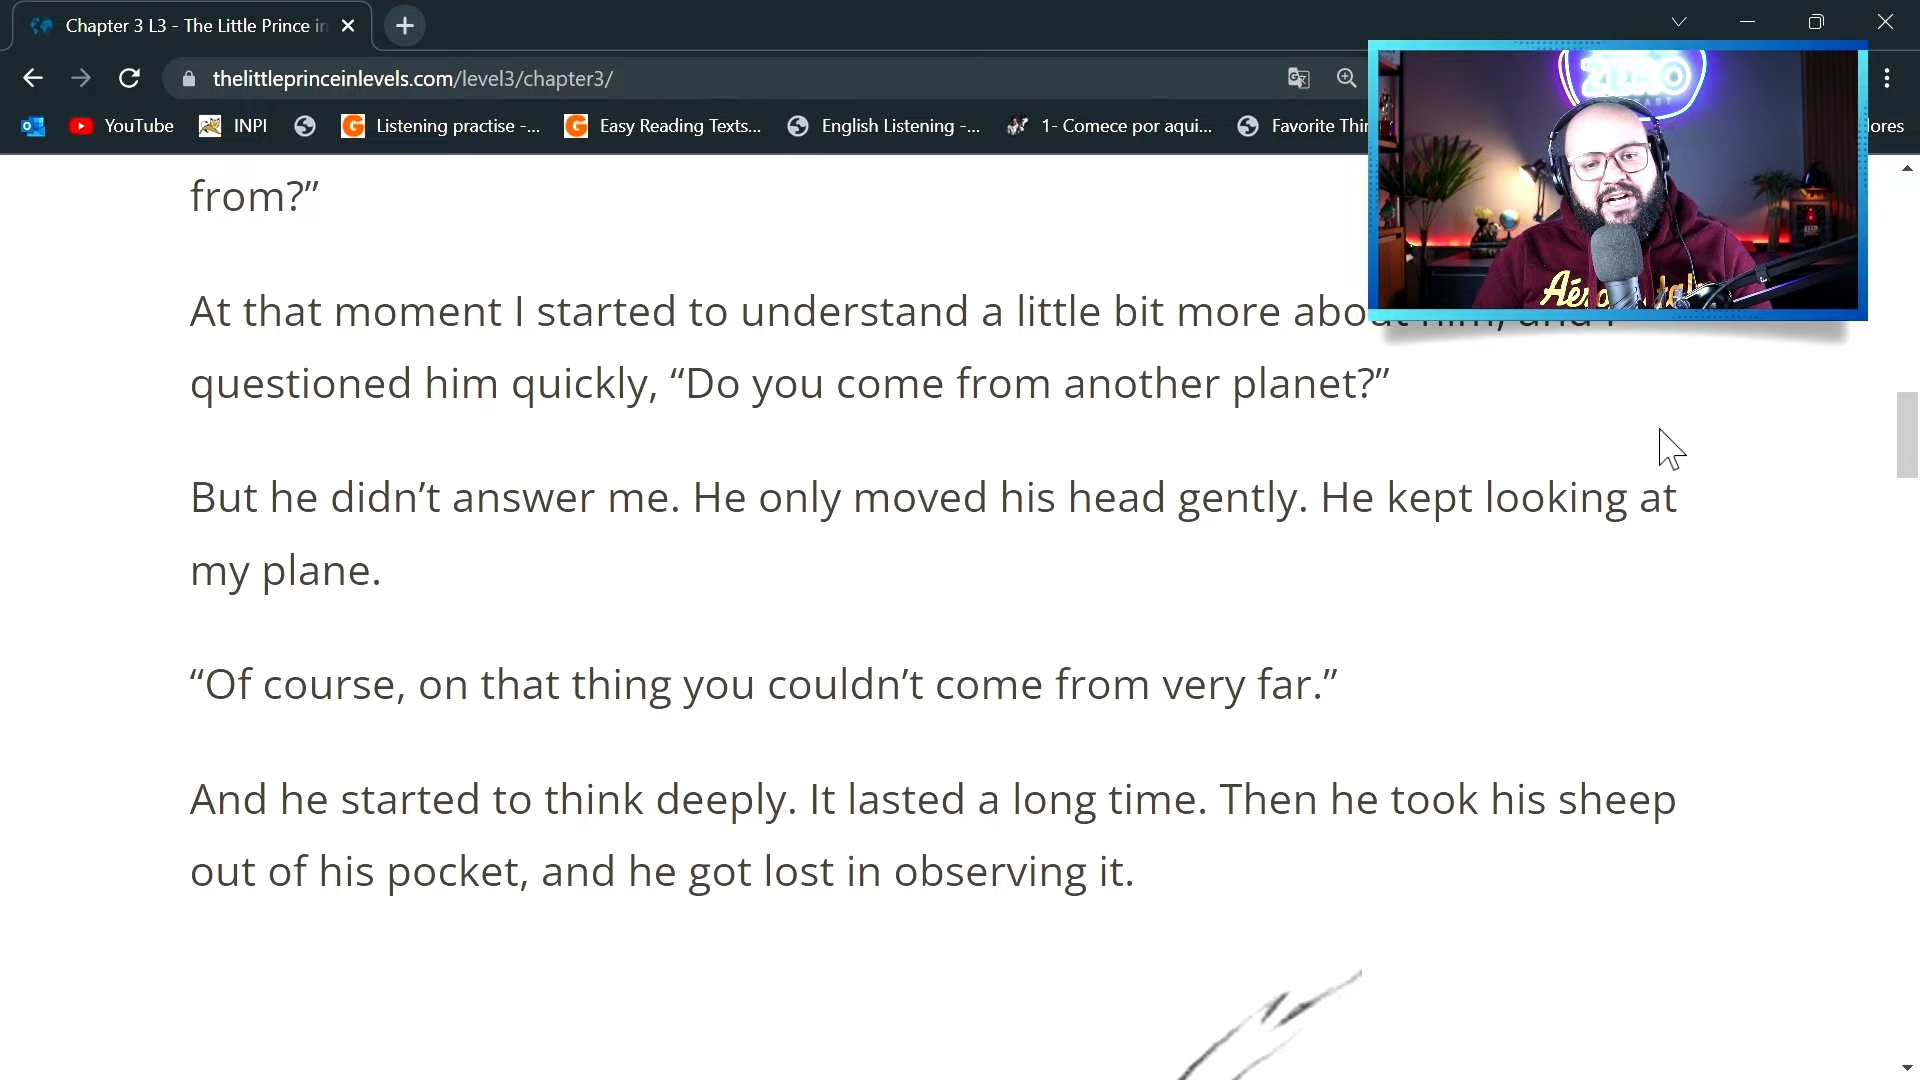 Chapter 3 L3 - The Little Prince in
thelittleprinceinlevels.com/level3/chapter3/
YouTube INPI Listening practise -... Easy Reading Texts... English Listening -... 1- Comece por aqui... Favorite Thi
ZERO
from?”
At that moment I started to understand a little bit more about him, and I
questioned him quickly, “Do you come from another planet?”
But he didn’t answer me. He only moved his head gently. He kept looking at
my plane.
“Of course, on that thing you couldn’t come from very far.”
And he started to think deeply. It lasted a long time. Then he took his sheep
out of his pocket, and he got lost in observing it.